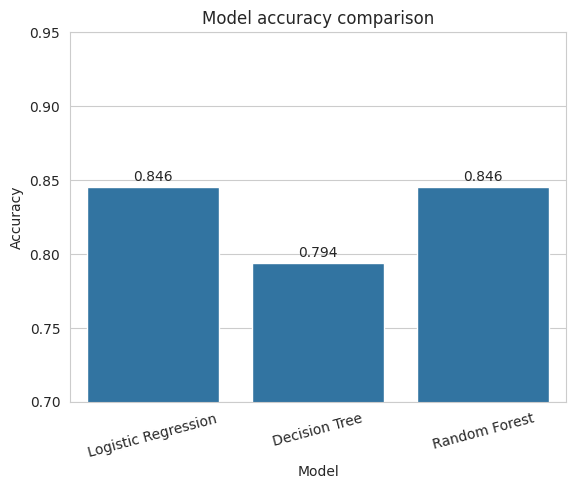 Model accuracy comparison
0.95
0.90
0.85
0.80
0.75
0.70
Accuracy
0.846
0.794
0.846
Logistic Regression
Decision Tree
Random Forest
Model